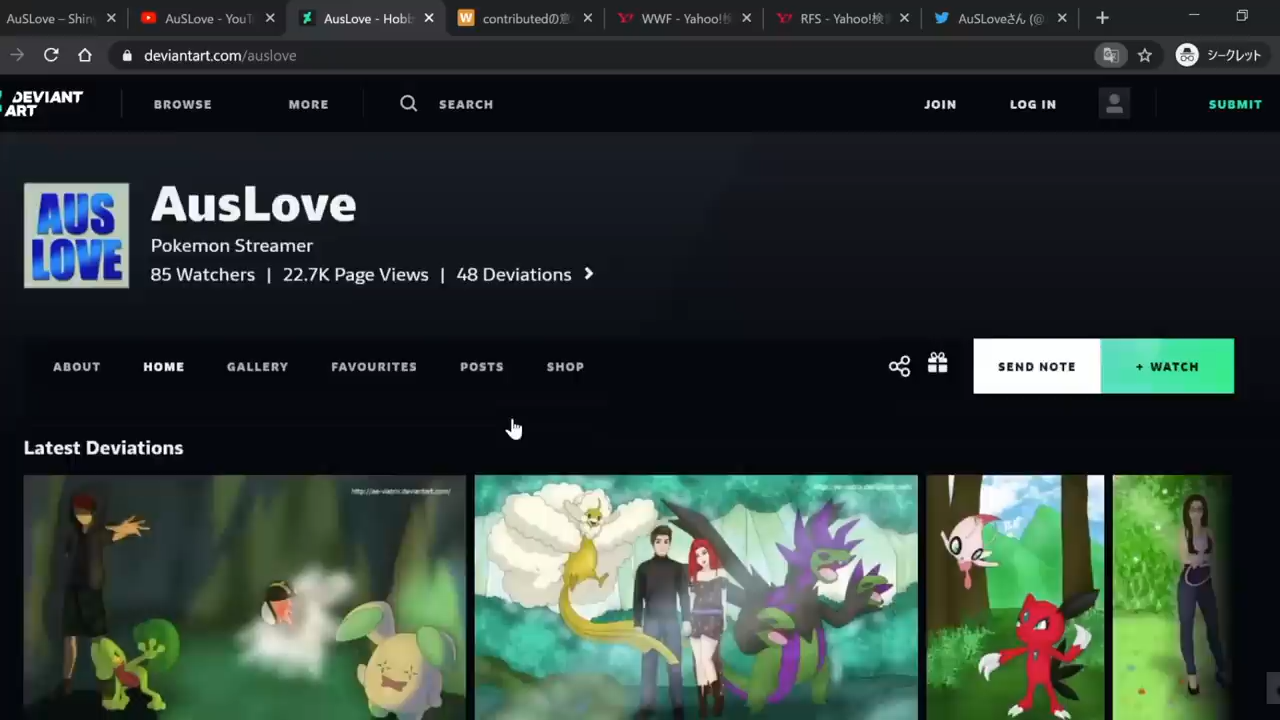 AusLove – Shiny
AusLove - YouT
AusLove - Hobb
contributedの意
WWF - Yahoo!検
RFS - Yahoo!検索
AuSLoveさん (@
deviantart.com/auslove
シークレット
DEVIANT
ART
BROWSE
MORE
SEARCH
JOIN
LOG IN
SUBMIT
AUS
LOVE
AusLove
Pokemon Streamer
85 Watchers | 22.7K Page Views | 48 Deviations
ABOUT
HOME
GALLERY
FAVOURITES
POSTS
SHOP
SEND NOTE
+ WATCH
Latest Deviations